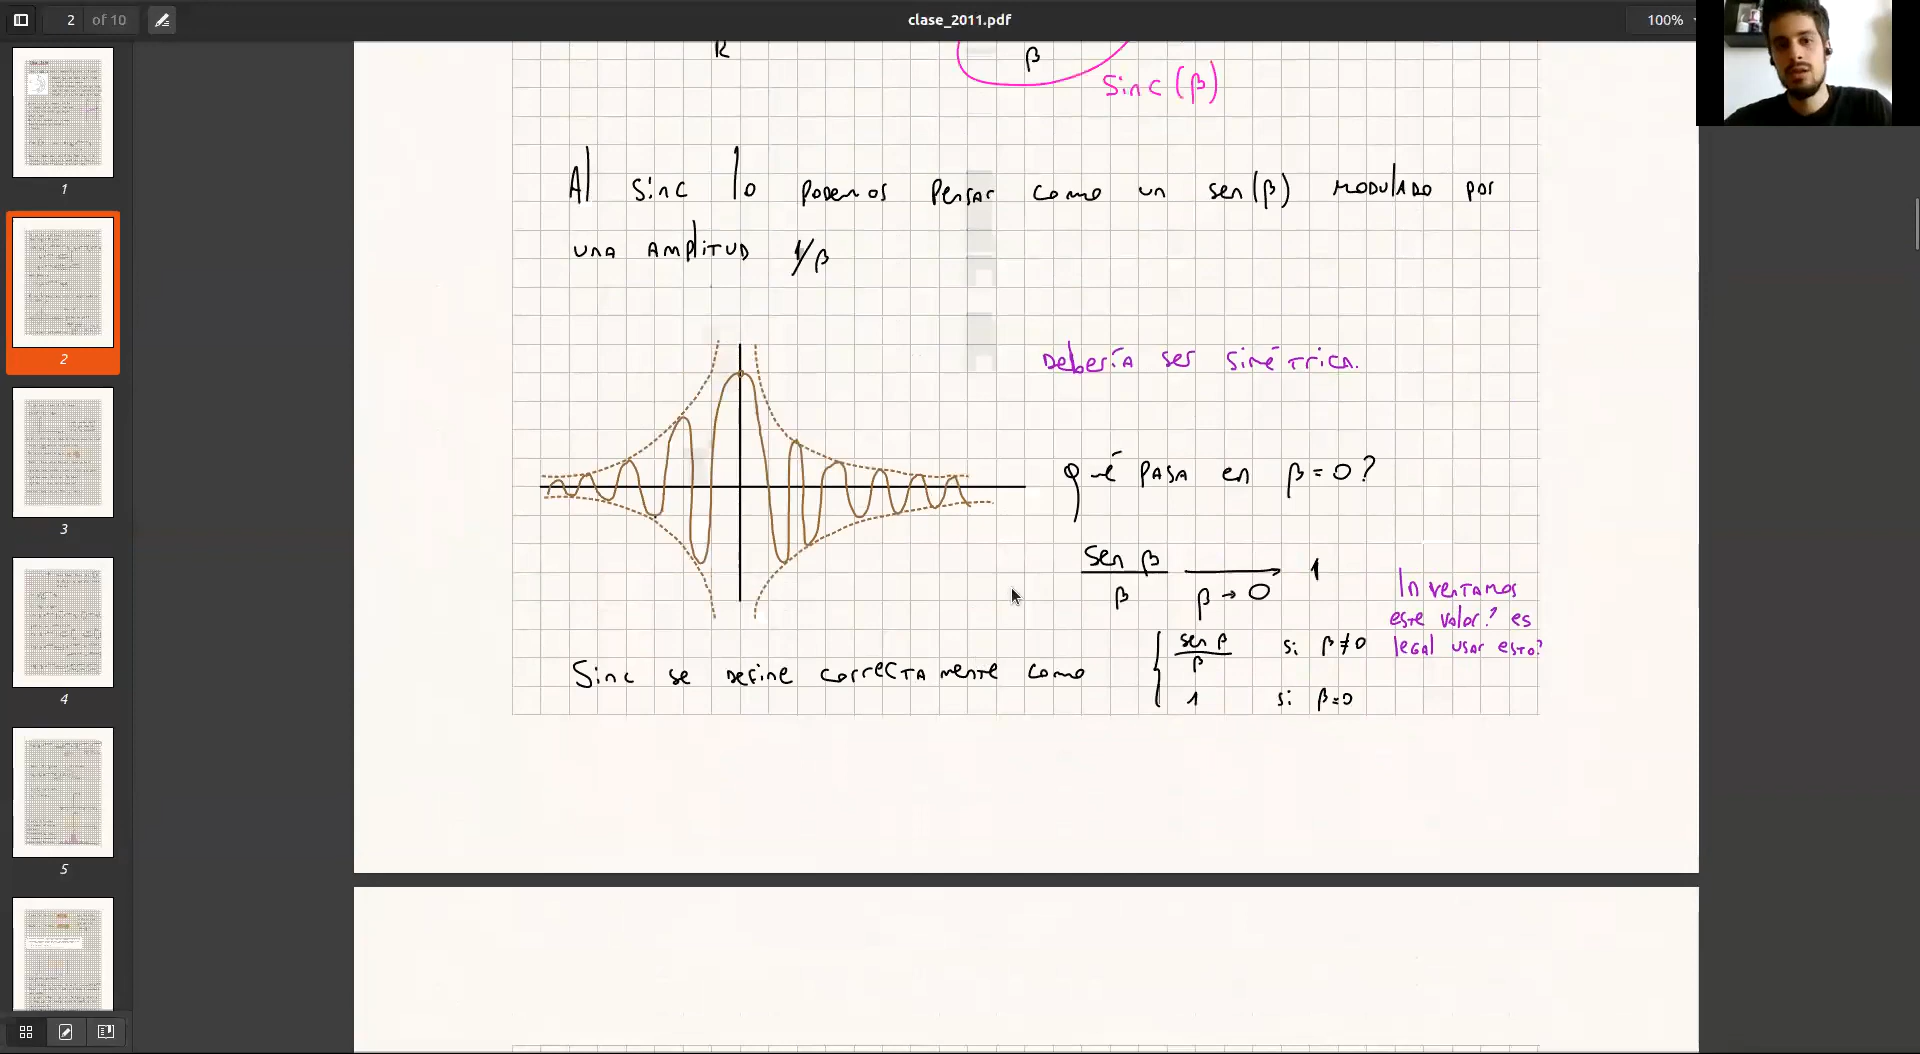 2 of 10
clase_2011.pdf
100%
R
β
Sinc (β)
Al sinc lo podemos pensar como un sen(β) modulado por
una amplitud 1/β
Debería ser simétrica.
Qué pasa en β = 0?
sen β
β
β → 0
1
Inventamos
este valor? es
legal usar esto?
Sinc se define correctamente como
sen β
β
si β ≠ 0
1 si β = 0
1
2
3
4
5